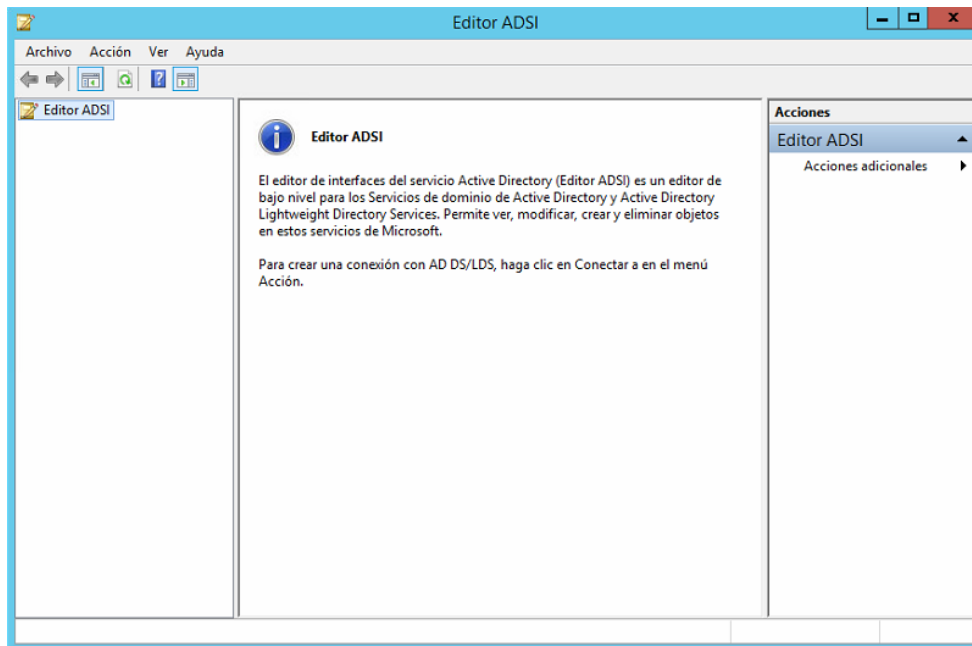 Editor ADSI
Archivo Acción Ver Ayuda
Editor ADSI
Editor ADSI
El editor de interfaces del servicio Active Directory (Editor ADSI) es un editor de
bajo nivel para los Servicios de dominio de Active Directory y Active Directory
Lightweight Directory Services. Permite ver, modificar, crear y eliminar objetos
en estos servicios de Microsoft.
Para crear una conexión con AD DS/LDS, haga clic en Conectar a en el menú
Acción.
Acciones
Editor ADSI
Acciones adicionales